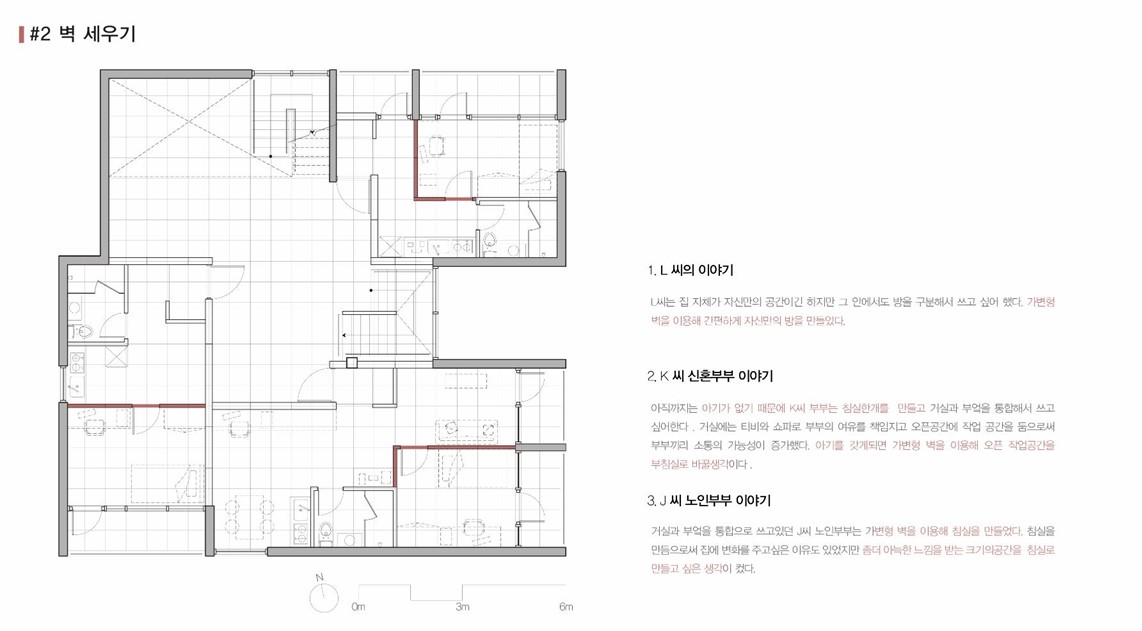 #2 벽 세우기
1. L 씨의 이야기
L씨는 집 자체가 자신만의 공간이긴 하지만 그 안에서도 방을 구분해서 쓰고 싶어 했다. 가변형
벽을 이용해 간편하게 자신만의 방을 만들었다.
2. K 씨 신혼부부 이야기
아직까지는 아기가 없기 때문에 K씨 부부는 침실한개를 만들고 거실과 부엌을 통합해서 쓰고
싶어한다 . 거실에는 티비와 쇼파로 부부의 여유를 책임지고 오픈공간에 작업 공간을 둠으로써
부부끼리 소통의 가능성이 증가했다. 아기를 갖게되면 가변형 벽을 이용해 오픈 작업공간을
부침실로 바꿀생각이다 .
3. J 씨 노인부부 이야기
거실과 부엌을 통합으로 쓰고있던 J씨 노인부부는 가변형 벽을 이용해 침실을 만들었다. 침실을
만듬으로써 집에 변화를 주고싶은 이유도 있었지만 좀더 아늑한 느낌을 받는 크기의공간을 침실로
만들고 싶은 생각이 컸다.
N
0m 3m 6m